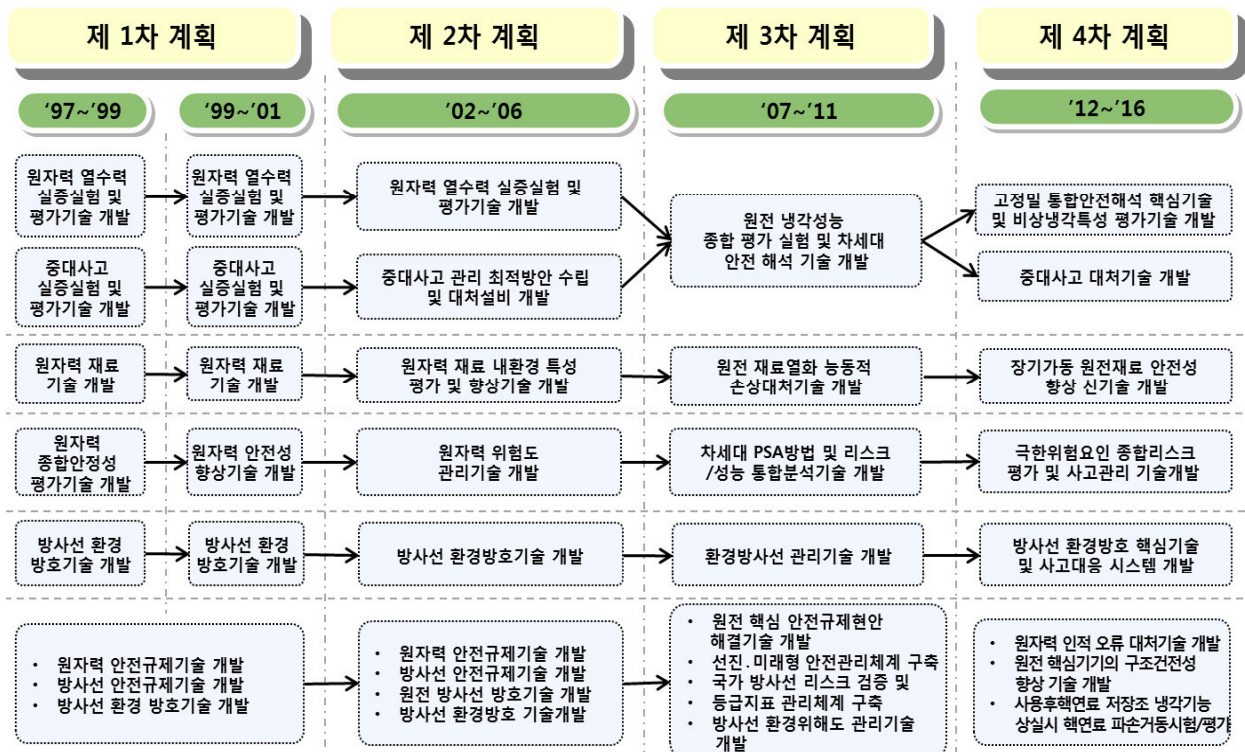 제 1차 계획
제 2차 계획
제 3차 계획
제 4차 계획
‘97~’99
‘99~’01
’02~’06
’07~’11
’12~’16
원자력 열수력
실증실험 및
평가기술 개발
원자력 열수력
실증실험 및
평가기술 개발
원자력 열수력 실증실험 및
평가기술 개발
원전 냉각성능
종합 평가 실험 및 차세대
안전 해석 기술 개발
고정밀 통합안전해석 핵심기술
및 비상냉각특성 평가기술 개발
중대사고
실증실험 및
평가기술 개발
중대사고
실증실험 및
평가기술 개발
중대사고 관리 최적방안 수립
및 대처설비 개발
중대사고 대처기술 개발
원자력 재료
기술 개발
원자력 재료
기술 개발
원자력 재료 내환경 특성
평가 및 향상기술 개발
원전 재료열화 능동적
손상대처기술 개발
장기가동 원전재료 안전성
향상 신기술 개발
원자력
종합안정성
평가기술 개발
원자력 안전성
향상기술 개발
원자력 위험도
관리기술 개발
차세대 PSA방법 및 리스크
/성능 통합분석기술 개발
극한위험요인 종합리스크
평가 및 사고관리 기술개발
방사선 환경
방호기술 개발
방사선 환경
방호기술 개발
방사선 환경방호기술 개발
환경방사선 관리기술 개발
방사선 환경방호 핵심기술
및 사고대응 시스템 개발
• 원자력 안전규제기술 개발
• 방사선 안전규제기술 개발
• 방사선 환경 방호기술 개발
• 원자력 안전규제기술 개발
• 방사선 안전규제기술 개발
• 원전 방사선 방호기술 개발
• 방사선 환경방호 기술개발
• 원전 핵심 안전규제현안
해결기술 개발
• 선진.미래형 안전관리체계 구축
• 국가 방사선 리스크 검증 및
• 등급지표 관리체계 구축
• 방사선 환경위해도 관리기술
개발
• 원자력 인적 오류 대처기술 개발
• 원전 핵심기기의 구조건전성
향상 기술 개발
• 사용후핵연료 저장조 냉각기능
상실시 핵연료 파손거동시험/평가